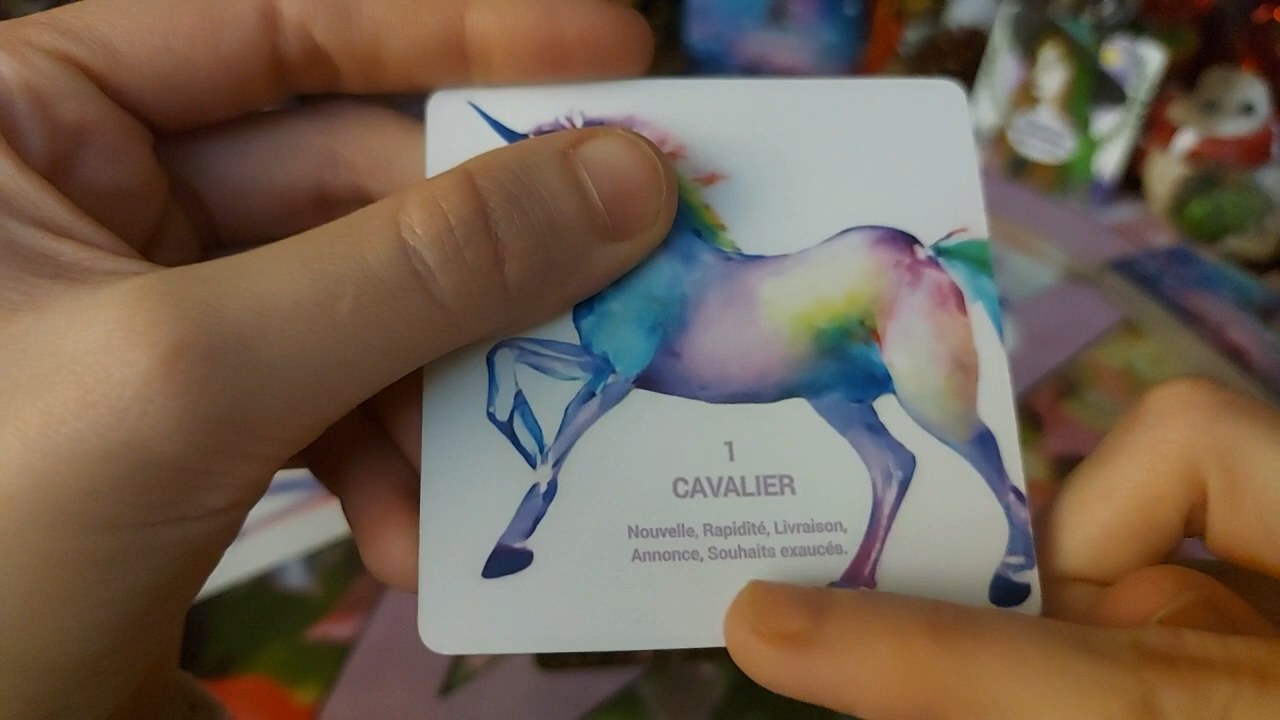 1
CAVALIER
Nouvelle, Rapidité, Livraison,
Annonce, Souhaits exaucés.